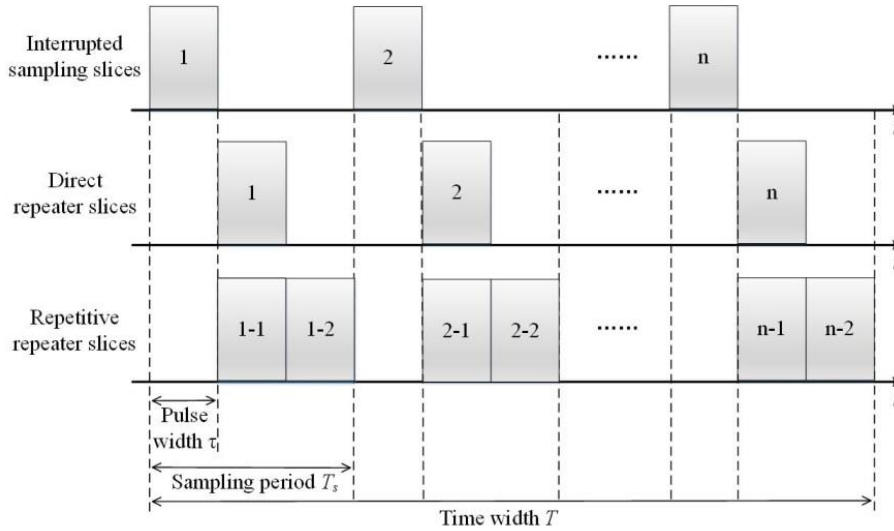 Interrupted
sampling slices
1
2
......
n
Direct
repeater slices
1
2
......
n
Repetitive
repeater slices
1-1
1-2
2-1
2-2
......
n-1
n-2
Pulse
width τ
Sampling period Ts
Time width T